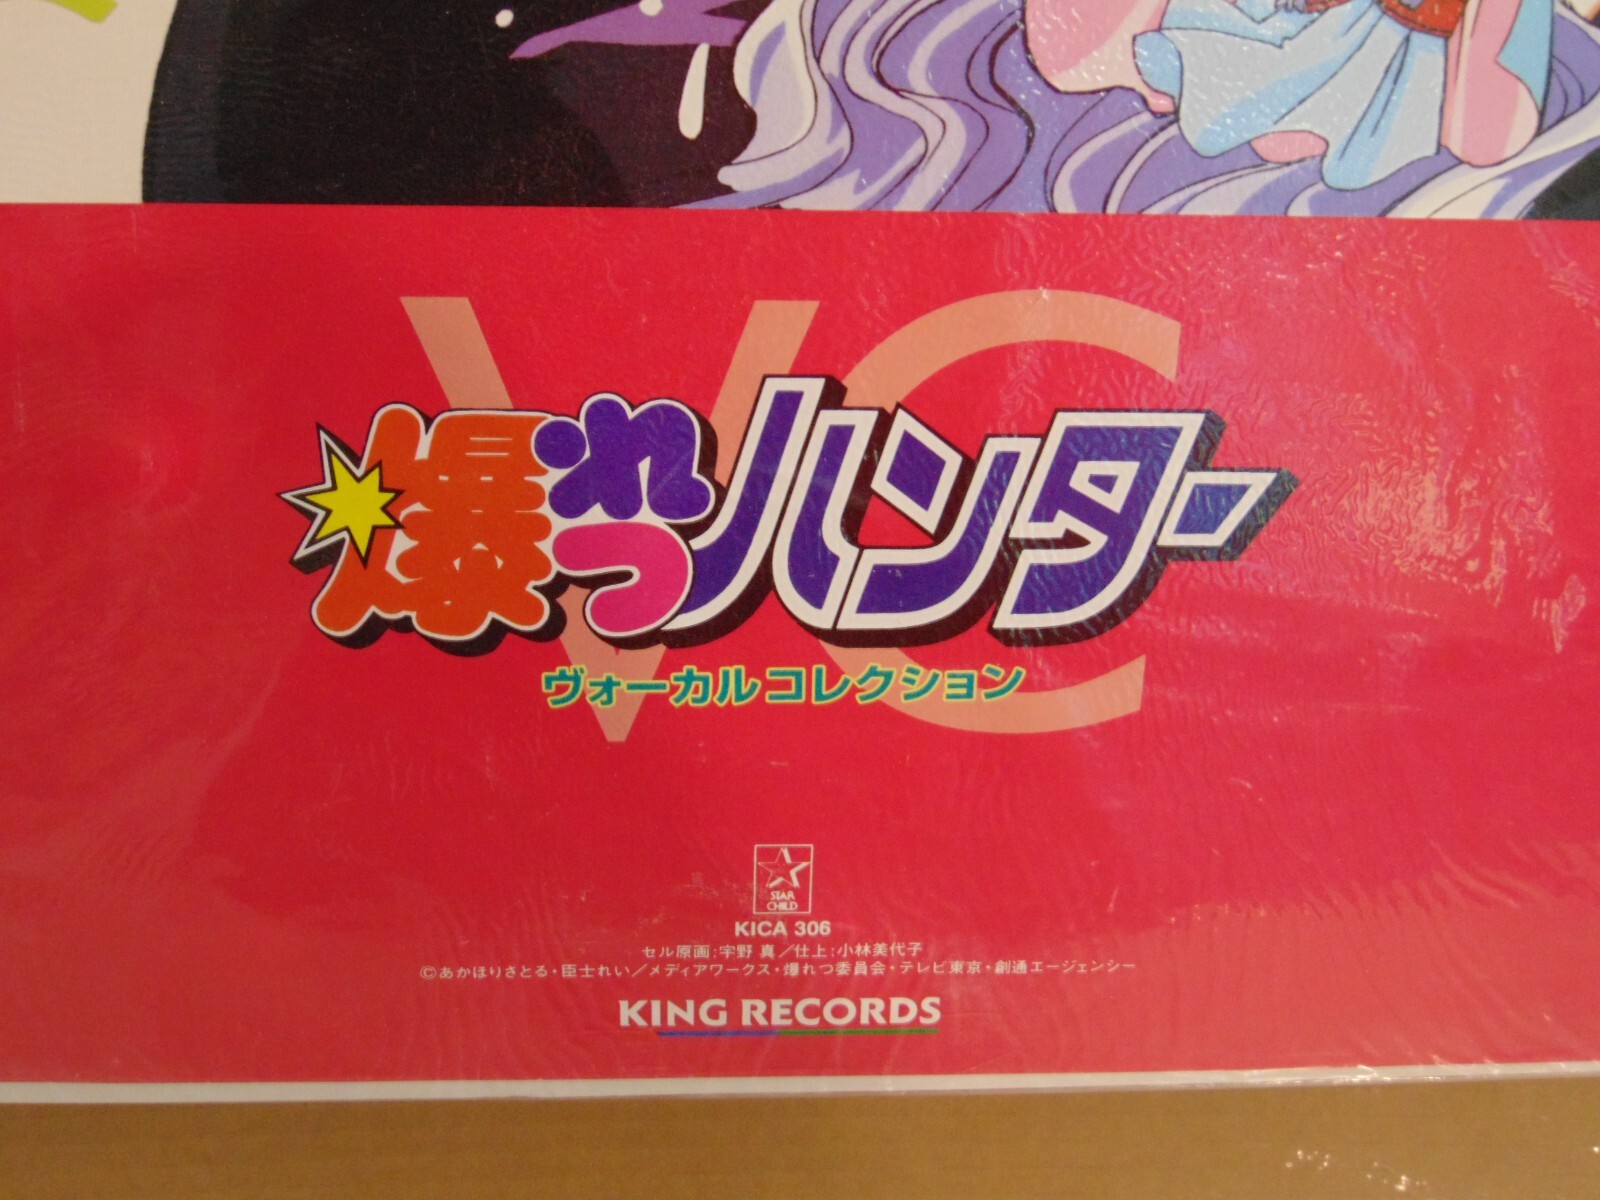 VC
爆れつハンター
ヴォーカルコレクション
STAR
CHILD
KICA 306
セル原画:宇野 真/仕上:小林美代子
©あかほりさとる・臣士れい/メディアワークス・爆れつ委員会・テレビ東京・創通エージェンシー
KING RECORDS